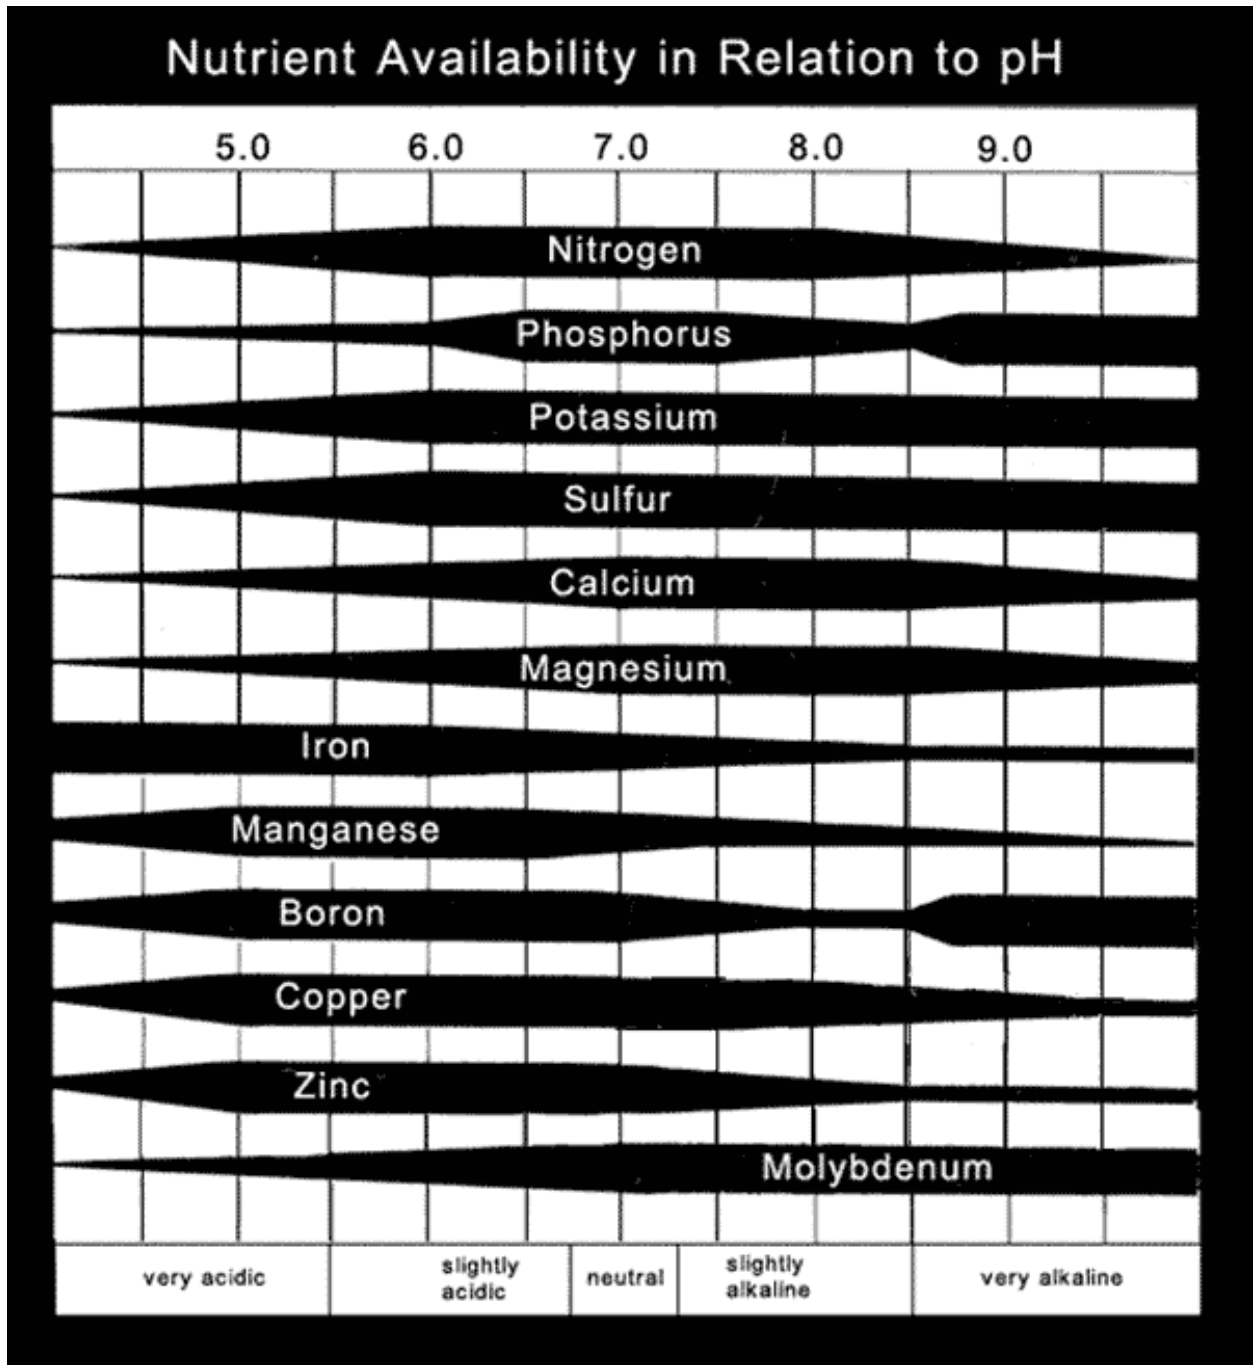 Nutrient Availability in Relation to pH
5.0 6.0 7.0 8.0 9.0
Nitrogen
Phosphorus
Potassium
Sulfur
Calcium
Magnesium
Iron
Manganese
Boron
Copper
Zinc
Molybdenum
very acidic
slightly
acidic
neutral
slightly
alkaline
very alkaline